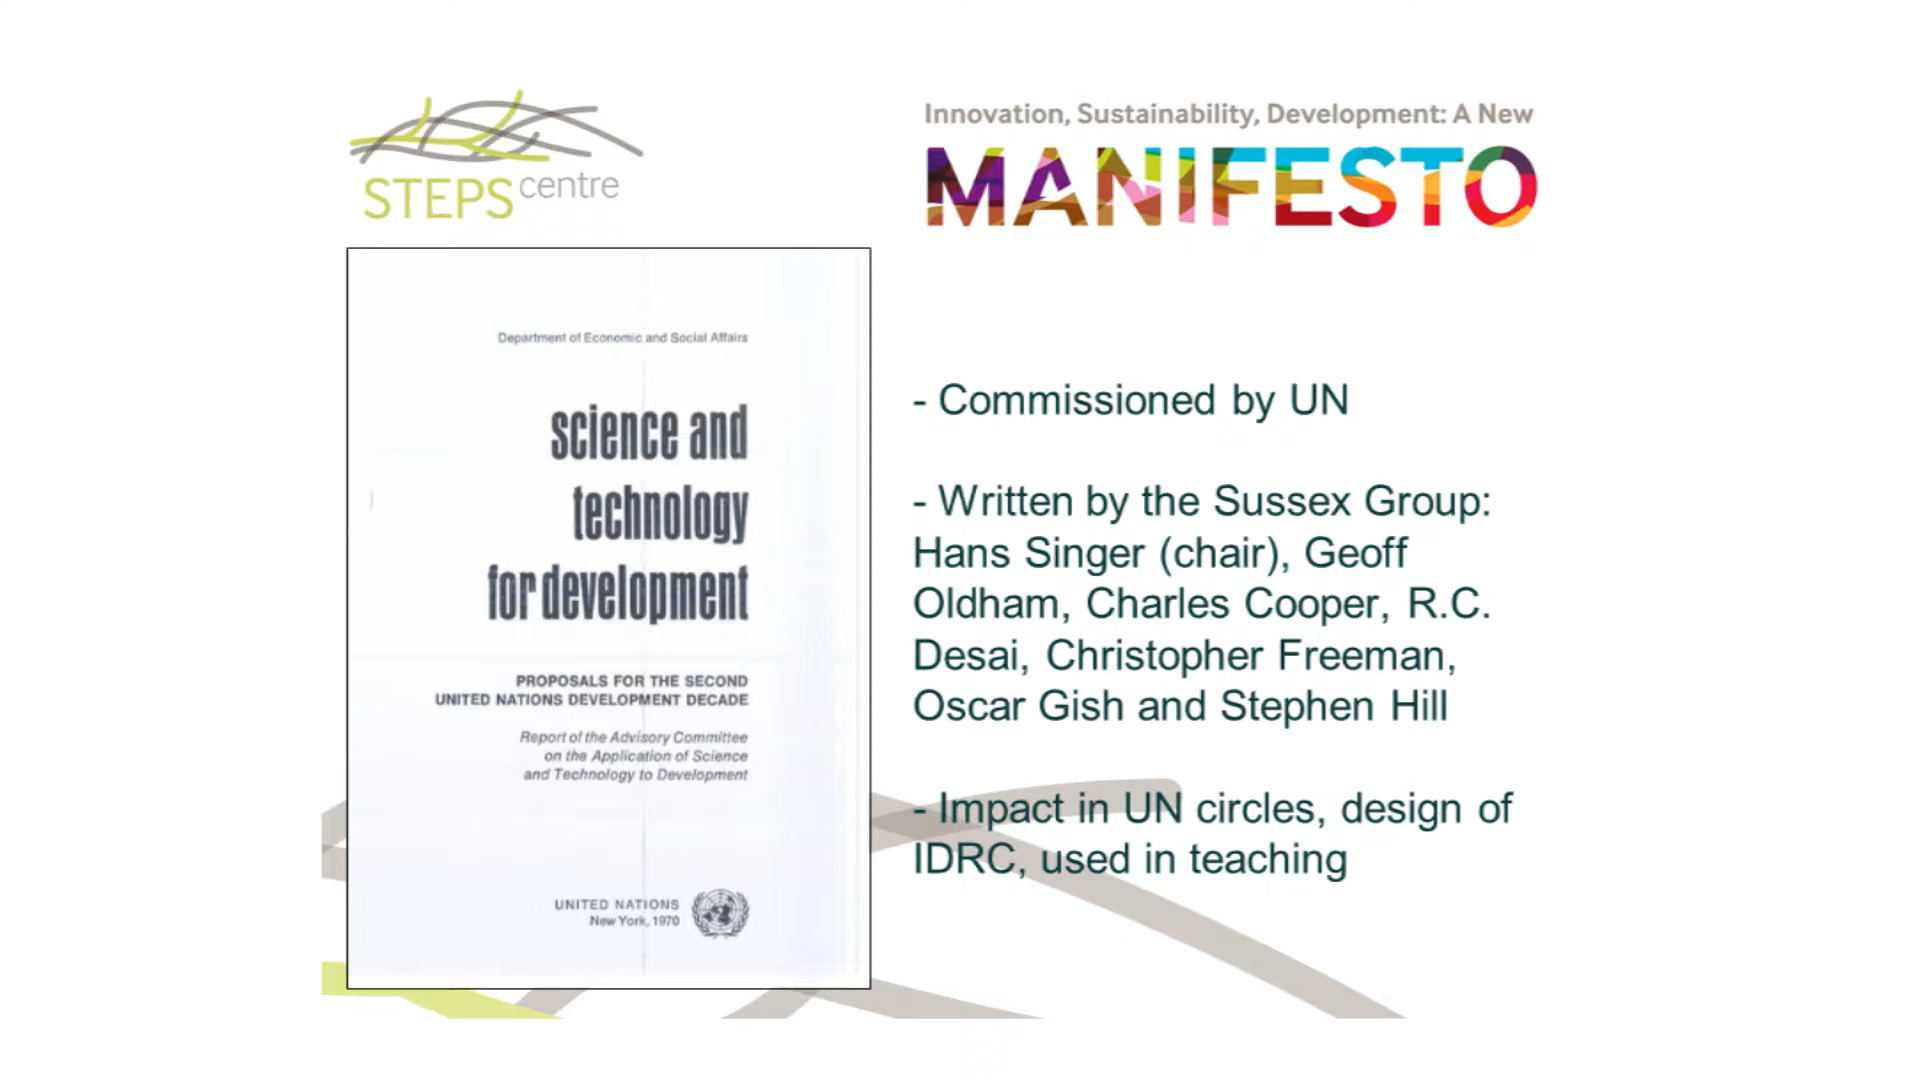 STEPS centre
Innovation, Sustainability, Development: A New
MANIFESTO
Department of Economic and Social Affairs
science and
technology
for development
PROPOSALS FOR THE SECOND
UNITED NATIONS DEVELOPMENT DECADE
Report of the Advisory Committee
on the Application of Science
and Technology to Development
UNITED NATIONS
New York, 1970
- Commissioned by UN
- Written by the Sussex Group:
Hans Singer (chair), Geoff
Oldham, Charles Cooper, R.C.
Desai, Christopher Freeman,
Oscar Gish and Stephen Hill
- Impact in UN circles, design of
IDRC, used in teaching